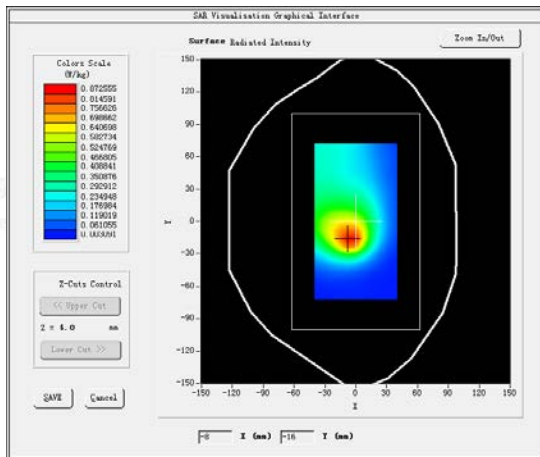 SAR Visualisation Graphical Interface
Surface Radiated Intensity
Zoom In/Out
Colors Scale
(W/kg)
0.872555
0.814591
0.756626
0.698662
0.640698
0.582734
0.524769
0.466805
0.408841
0.350876
0.292912
0.234948
0.176984
0.119019
0.061055
0.003091
Z-Cuts Control
<< Upper Cut
Z = 4.0 mm
Lower Cut >>
SAVE
Cancel
150
120
90
60
30
0
-30
-60
-90
-120
-150
Y
-150 -120 -90 -60 -30 0 30 60 90 120 150
X
-8 X (mm) -16 Y (mm)